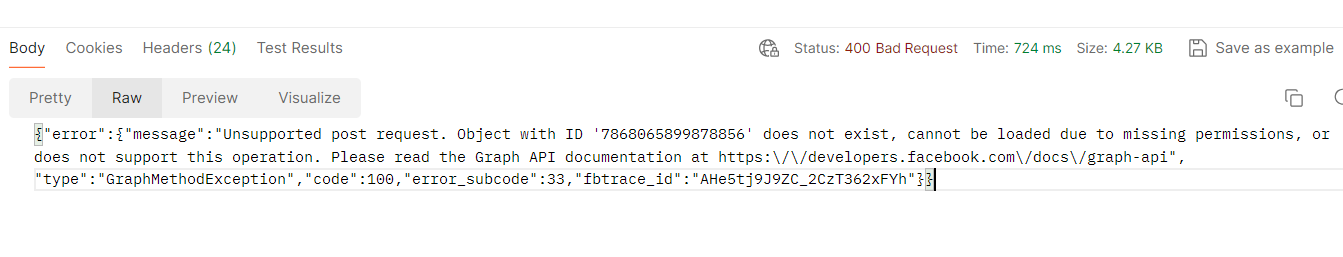 Body Cookies Headers (24) Test Results Status: 400 Bad Request Time: 724 ms Size: 4.27 KB Save as example
Pretty Raw Preview Visualize
{"error":{"message":"Unsupported post request. Object with ID '7868065899878856' does not exist, cannot be loaded due to missing permissions, or
does not support this operation. Please read the Graph API documentation at https:\/\/developers.facebook.com\/docs\/graph-api",
"type":"GraphMethodException","code":100,"error_subcode":33,"fbtrace_id":"AHe5tj9J9ZC_2CzT362xFYh"}}